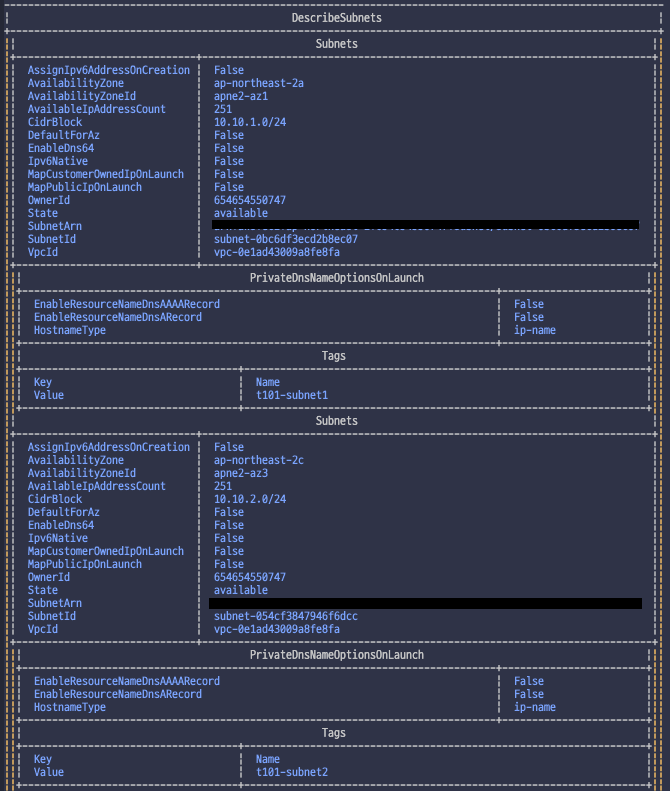 DescribeSubnets
Subnets
AssignIpv6AddressOnCreation False
AvailabilityZone ap-northeast-2a
AvailabilityZoneId apne2-az1
AvailableIpAddressCount 251
CidrBlock 10.10.1.0/24
DefaultForAz False
EnableDns64 False
Ipv6Native False
MapCustomerOwnedIpOnLaunch False
MapPublicIpOnLaunch False
OwnerId 654654550747
State available
SubnetArn
SubnetId subnet-0bc6df3ecd2b8ec07
VpcId vpc-0e1ad43009a8fe8fa
PrivateDnsNameOptionsOnLaunch
EnableResourceNameDnsAAAARecord False
EnableResourceNameDnsARecord False
HostnameType ip-name
Tags
Key Name
Value t101-subnet1
Subnets
AssignIpv6AddressOnCreation False
AvailabilityZone ap-northeast-2c
AvailabilityZoneId apne2-az3
AvailableIpAddressCount 251
CidrBlock 10.10.2.0/24
DefaultForAz False
EnableDns64 False
Ipv6Native False
MapCustomerOwnedIpOnLaunch False
MapPublicIpOnLaunch False
OwnerId 654654550747
State available
SubnetArn
SubnetId subnet-054cf3847946f6dcc
VpcId vpc-0e1ad43009a8fe8fa
PrivateDnsNameOptionsOnLaunch
EnableResourceNameDnsAAAARecord False
EnableResourceNameDnsARecord False
HostnameType ip-name
Tags
Key Name
Value t101-subnet2